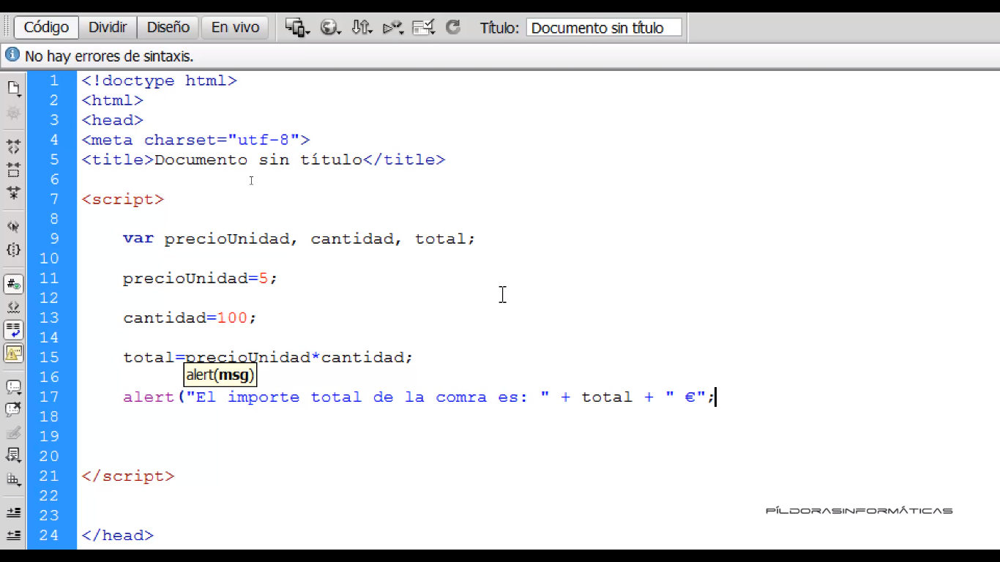 Código Dividir Diseño En vivo Título: Documento sin título
No hay errores de sintaxis.
1 <!doctype html>
2 <html>
3 <head>
4 <meta charset="utf-8">
5 <title>Documento sin título</title>
6
7 <script>
8
9 var precioUnidad, cantidad, total;
10
11 precioUnidad=5;
12
13 cantidad=100;
14
15 total=precioUnidad*cantidad;
alert(msg)
16
17 alert("El importe total de la comra es: " + total + " €";
18
19
20
21 </script>
22
23
PÍLDORASINFORMÁTICAS
24 </head>